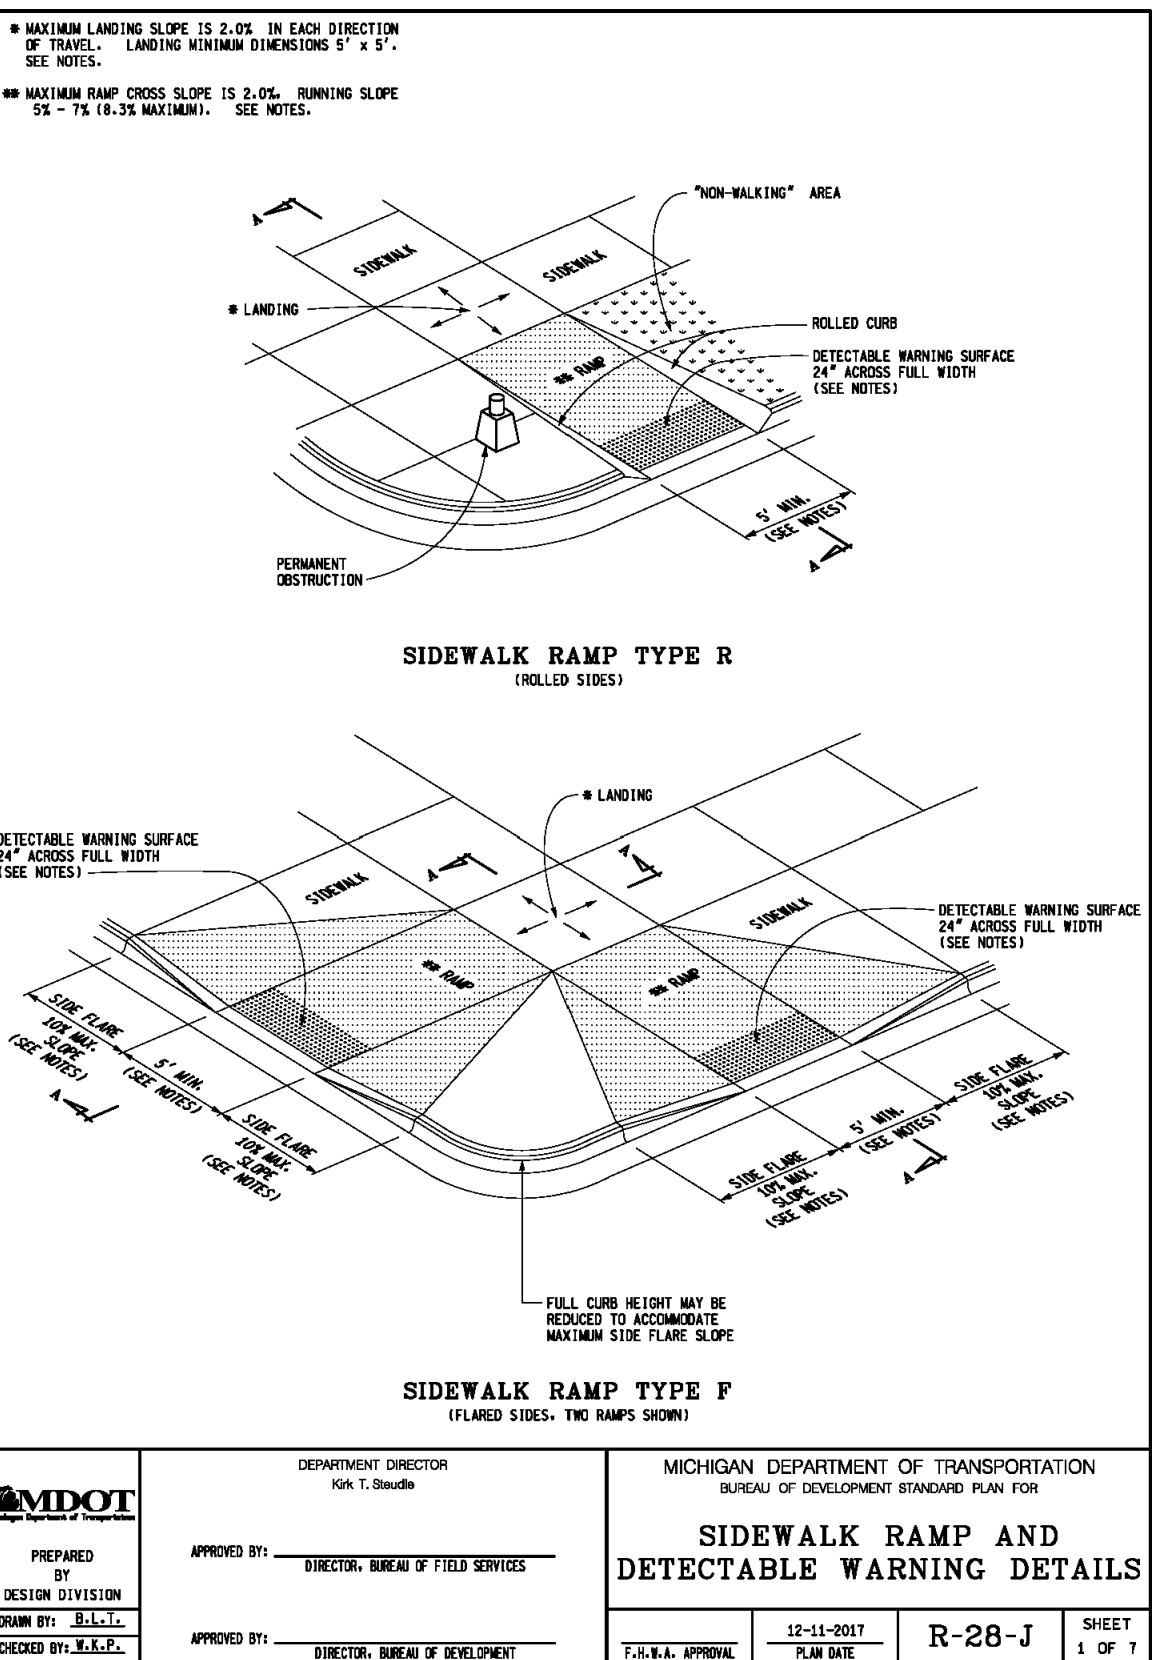 * MAXIMUM LANDING SLOPE IS 2.0% IN EACH DIRECTION
OF TRAVEL. LANDING MINIMUM DIMENSIONS 5' x 5'.
SEE NOTES.
** MAXIMUM RAMP CROSS SLOPE IS 2.0%, RUNNING SLOPE
5% - 7% (8.3% MAXIMUM). SEE NOTES.
A
"NON-WALKING" AREA
SIDEWALK
SIDEWALK
* LANDING
ROLLED CURB
DETECTABLE WARNING SURFACE
24" ACROSS FULL WIDTH
(SEE NOTES)
** RAMP
5' MIN.
(SEE NOTES)
A
PERMANENT
OBSTRUCTION
SIDEWALK RAMP TYPE R
(ROLLED SIDES)
* LANDING
DETECTABLE WARNING SURFACE
24" ACROSS FULL WIDTH
(SEE NOTES)
A
A
SIDEWALK
SIDEWALK
DETECTABLE WARNING SURFACE
24" ACROSS FULL WIDTH
(SEE NOTES)
** RAMP
** RAMP
SIDE FLARE
10% MAX.
SLOPE
(SEE NOTES)
5' MIN.
(SEE NOTES)
A
SIDE FLARE
10% MAX.
SLOPE
(SEE NOTES)
SIDE FLARE
10% MAX.
SLOPE
(SEE NOTES)
5' MIN.
(SEE NOTES)
SIDE FLARE
10% MAX.
SLOPE
(SEE NOTES)
A
FULL CURB HEIGHT MAY BE
REDUCED TO ACCOMMODATE
MAXIMUM SIDE FLARE SLOPE
SIDEWALK RAMP TYPE F
(FLARED SIDES, TWO RAMPS SHOWN)
MDOT
Michigan Department of Transportation
PREPARED
BY
DESIGN DIVISION
DRAWN BY: B.L.T.
CHECKED BY: W.K.P.
DEPARTMENT DIRECTOR
Kirk T. Steudle
APPROVED BY:
DIRECTOR, BUREAU OF FIELD SERVICES
APPROVED BY:
DIRECTOR, BUREAU OF DEVELOPMENT
MICHIGAN DEPARTMENT OF TRANSPORTATION
BUREAU OF DEVELOPMENT STANDARD PLAN FOR
SIDEWALK RAMP AND
DETECTABLE WARNING DETAILS
F.H.W.A. APPROVAL
12-11-2017
PLAN DATE
R-28-J
SHEET
1 OF 7